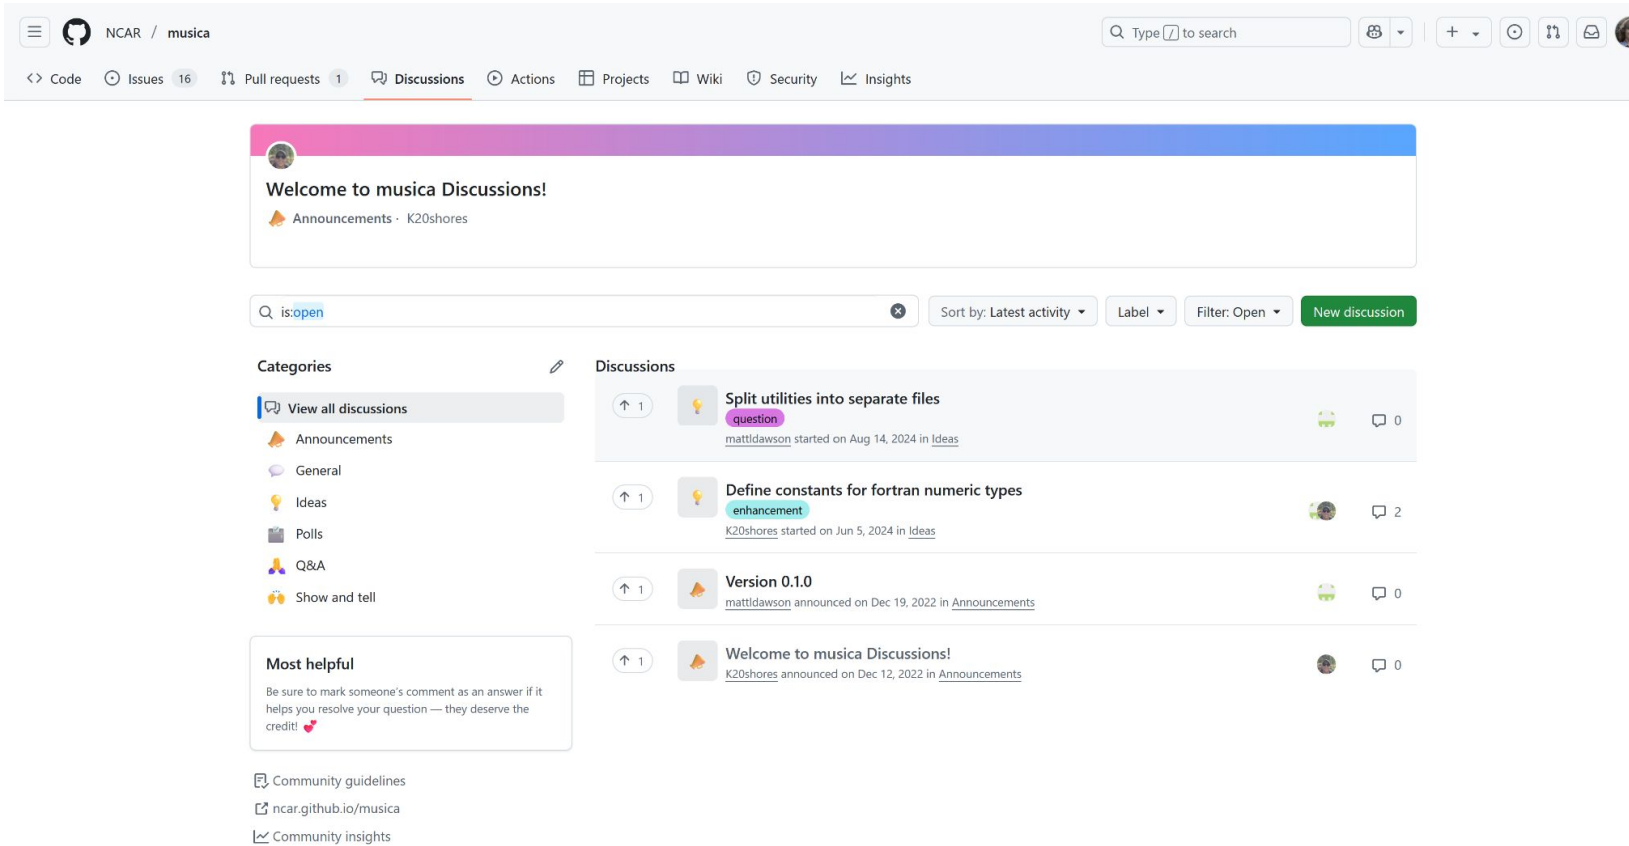 NCAR / musica
Type / to search
Code
Issues 16
Pull requests 1
Discussions
Actions
Projects
Wiki
Security
Insights
Welcome to musica Discussions!
Announcements · K20shores
is:open
Sort by: Latest activity
Label
Filter: Open
New discussion
Categories
View all discussions
Announcements
General
Ideas
Polls
Q&A
Show and tell
Most helpful
Be sure to mark someone's comment as an answer if it
helps you resolve your question — they deserve the
credit! 💕
Community guidelines
ncar.github.io/musica
Community insights
Discussions
1
Split utilities into separate files
question
mattldawson started on Aug 14, 2024 in Ideas
0
1
Define constants for fortran numeric types
enhancement
K20shores started on Jun 5, 2024 in Ideas
2
1
Version 0.1.0
mattldawson announced on Dec 19, 2022 in Announcements
0
1
Welcome to musica Discussions!
K20shores announced on Dec 12, 2022 in Announcements
0